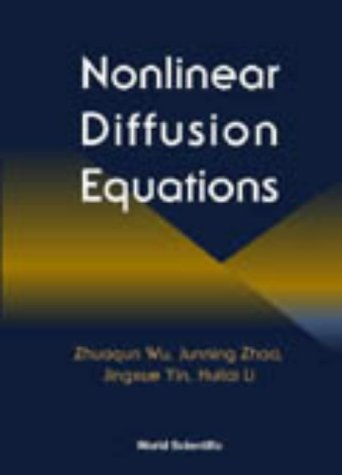 Nonlinear
Diffusion
Equations
Zhuoqun Wu, Junning Zhao,
Jingxue Yin, Huilai Li
World Scientific